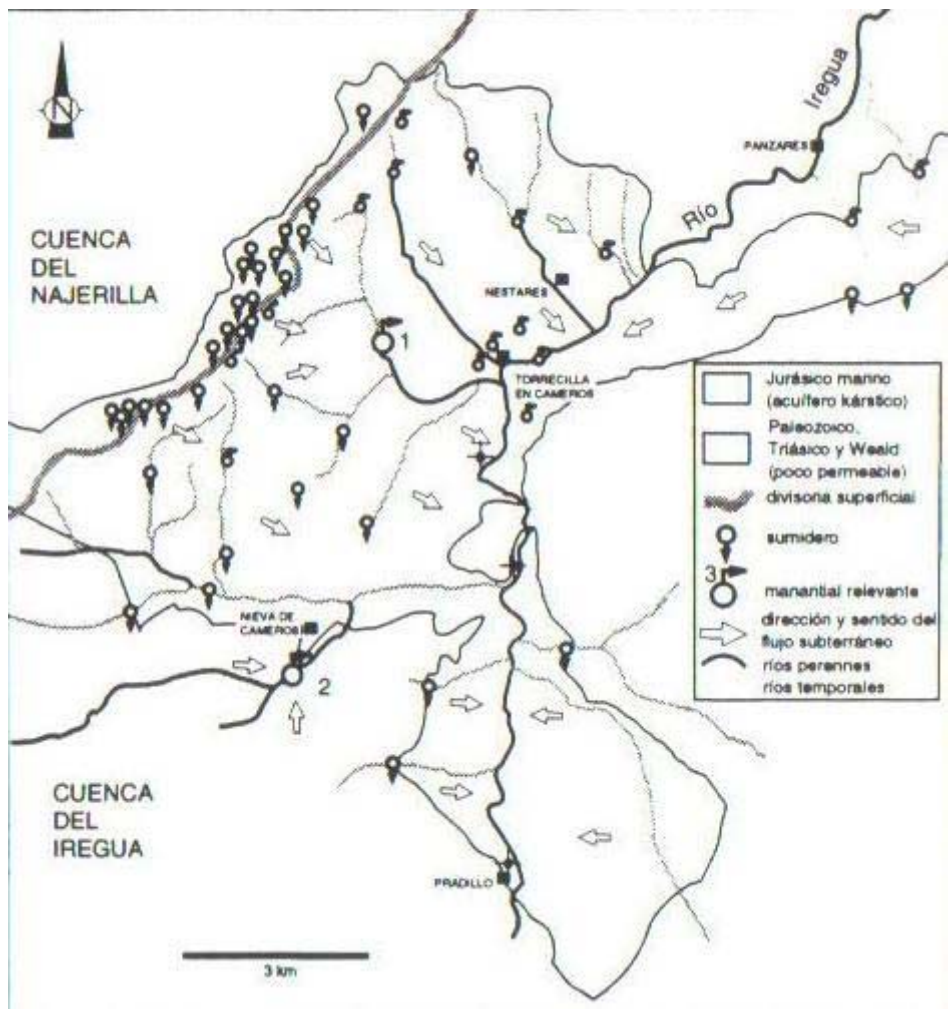 N
Iregua
Río
PANZARES
CUENCA
DEL
NAJERILLA
NESTARES
1
TORRECILLA
EN CAMEROS
Jurásico marino
(acuífero kárstico)
Paleozoico,
Triásico y Weald
(poco permeable)
divisoria superficial
sumidero
3
manantial relevante
dirección y sentido del
flujo subterráneo
ríos perennes
ríos temporales
NIEVA DE
CAMEROS
2
CUENCA
DEL
IREGUA
PRADILLO
3 km